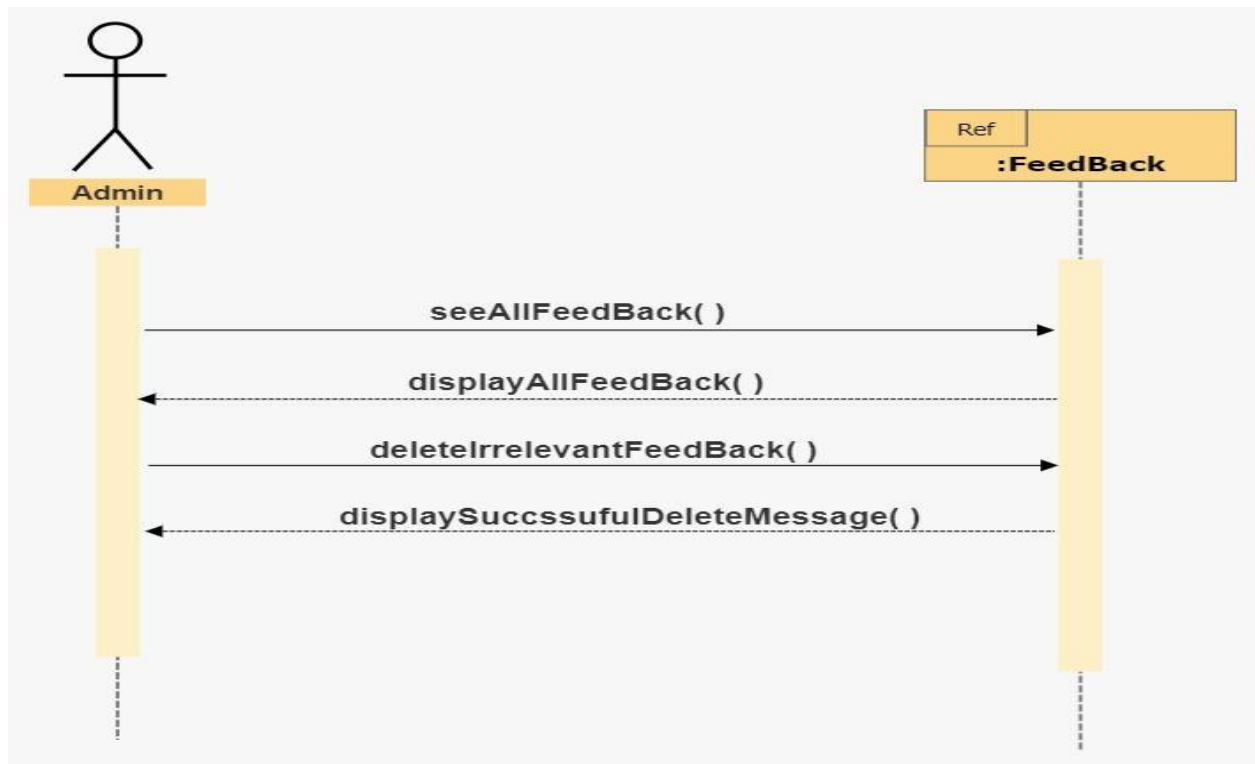 Ref
:FeedBack
Admin
seeAllFeedBack( )
displayAllFeedBack( )
deleteIrrelevantFeedBack( )
displaySuccssufulDeleteMessage( )